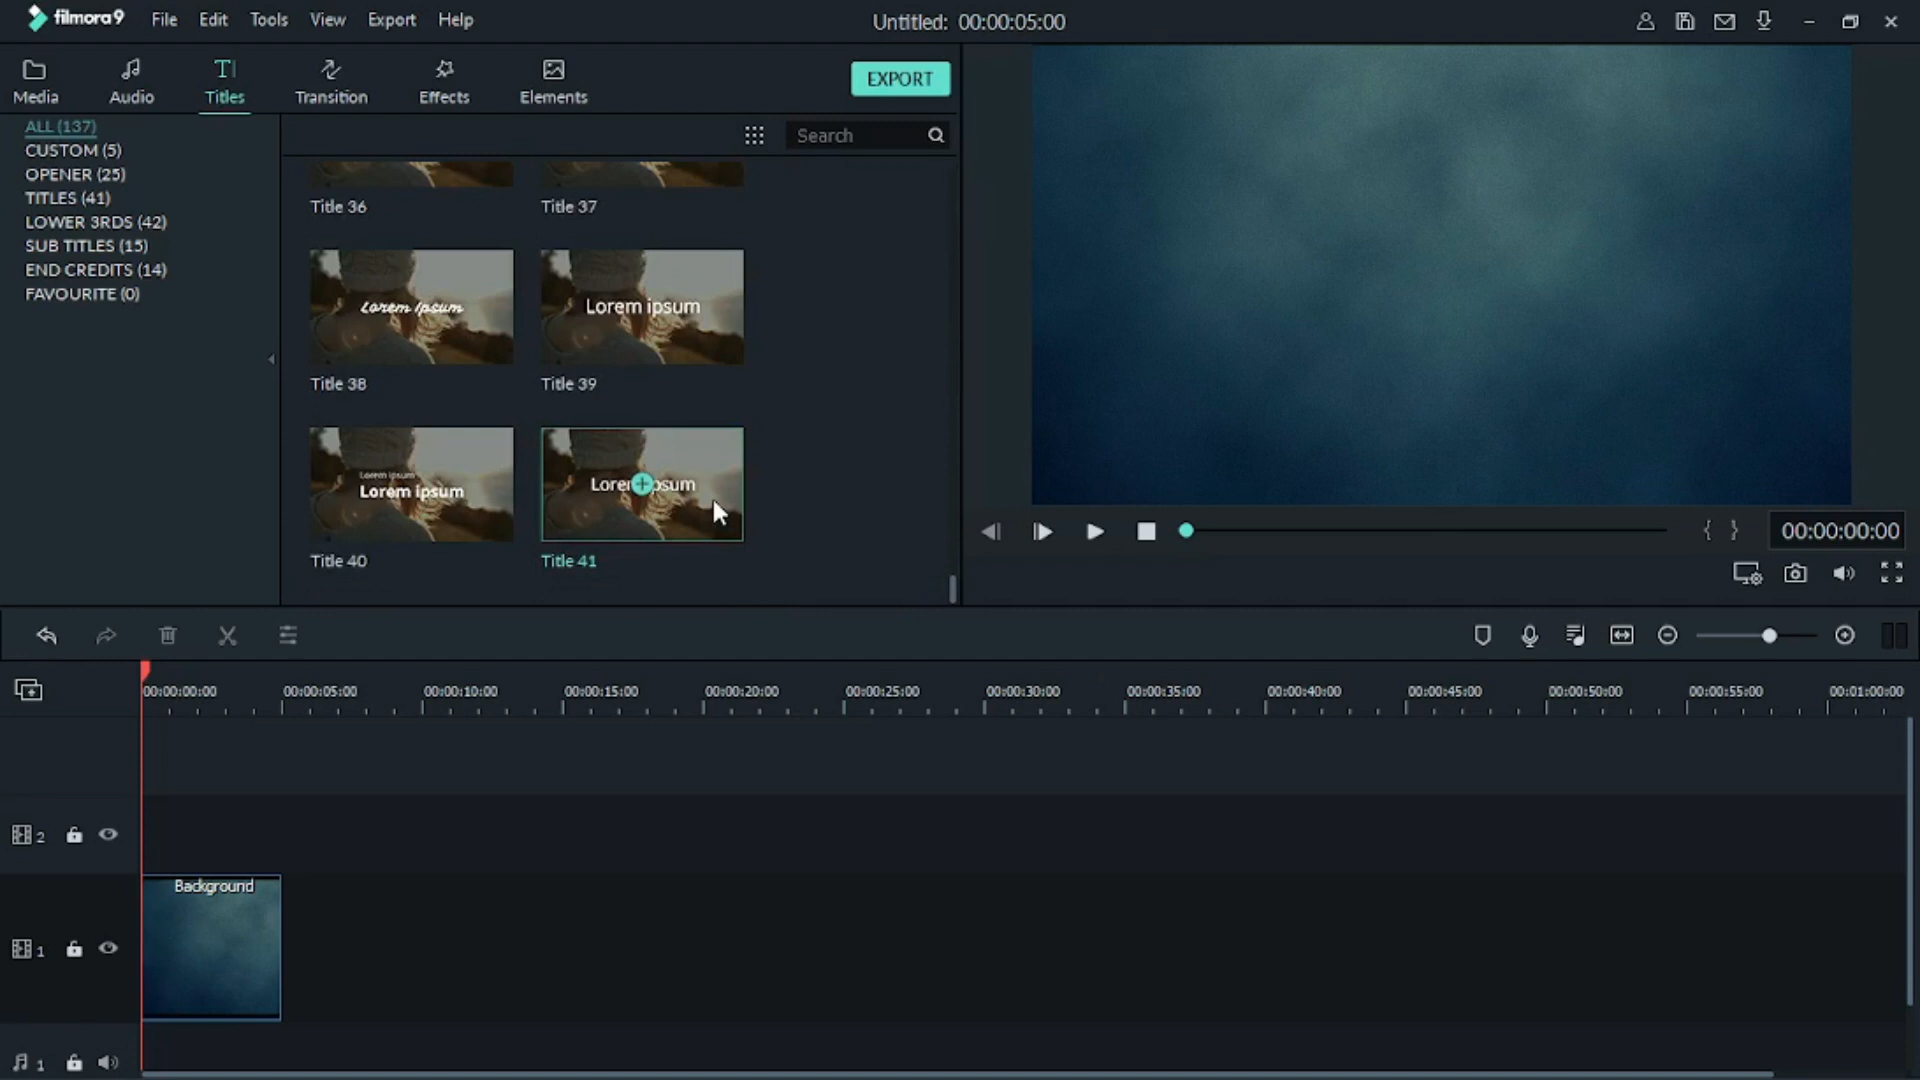 filmora9 File Edit Tools View Export Help
Untitled: 00:00:05:00
Media Audio Titles Transition Effects Elements
EXPORT
ALL (137)
CUSTOM (5)
OPENER (25)
TITLES (41)
LOWER 3RDS (42)
SUB TITLES (15)
END CREDITS (14)
FAVOURITE (0)
Search
Title 36 Title 37
Lorem ipsum
Lorem ipsum
Title 38 Title 39
Lorem ipsum
Lorem ipsum
Lorem ipsum
Title 40 Title 41
00:00:00:00
00:00:00:00 00:00:05:00 00:00:10:00 00:00:15:00 00:00:20:00 00:00:25:00 00:00:30:00 00:00:35:00 00:00:40:00 00:00:45:00 00:00:50:00 00:00:55:00 00:01:00:00
2
Background
1
1